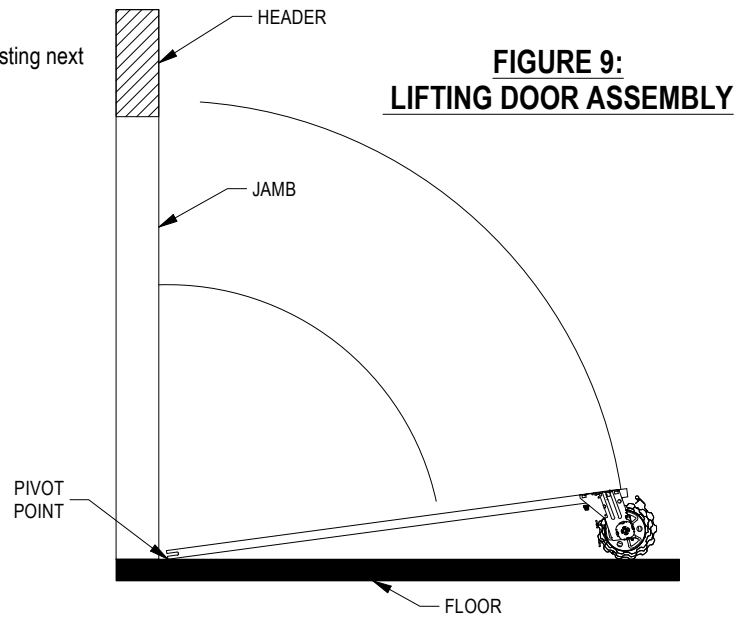 HEADER
sting next
FIGURE 9:
LIFTING DOOR ASSEMBLY
JAMB
PIVOT
POINT
FLOOR